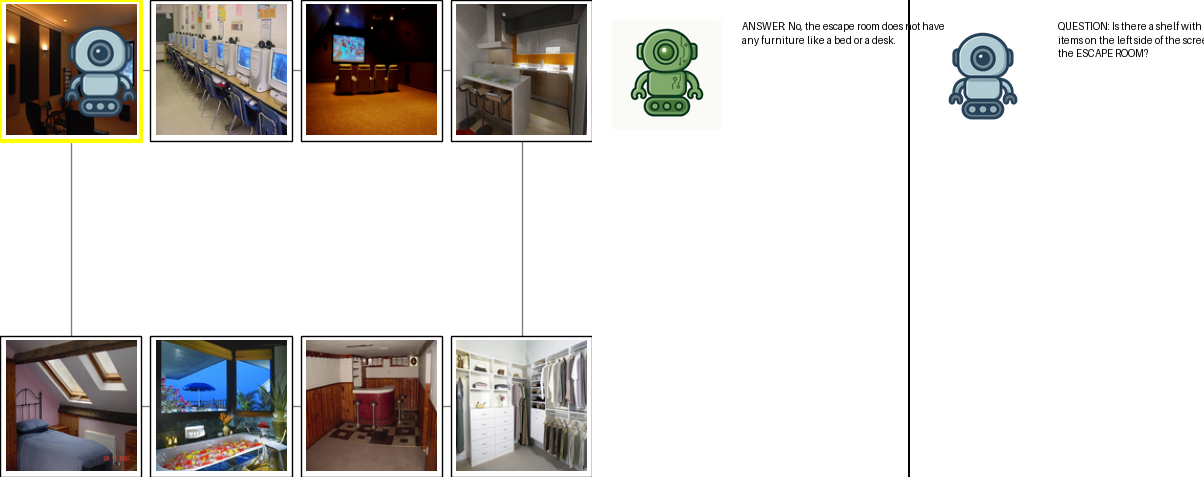 ANSWER: No, the escape room does not have
any furniture like a bed or a desk.
QUESTION: Is there a shelf with
items on the left side of the scre
the ESCAPE ROOM?